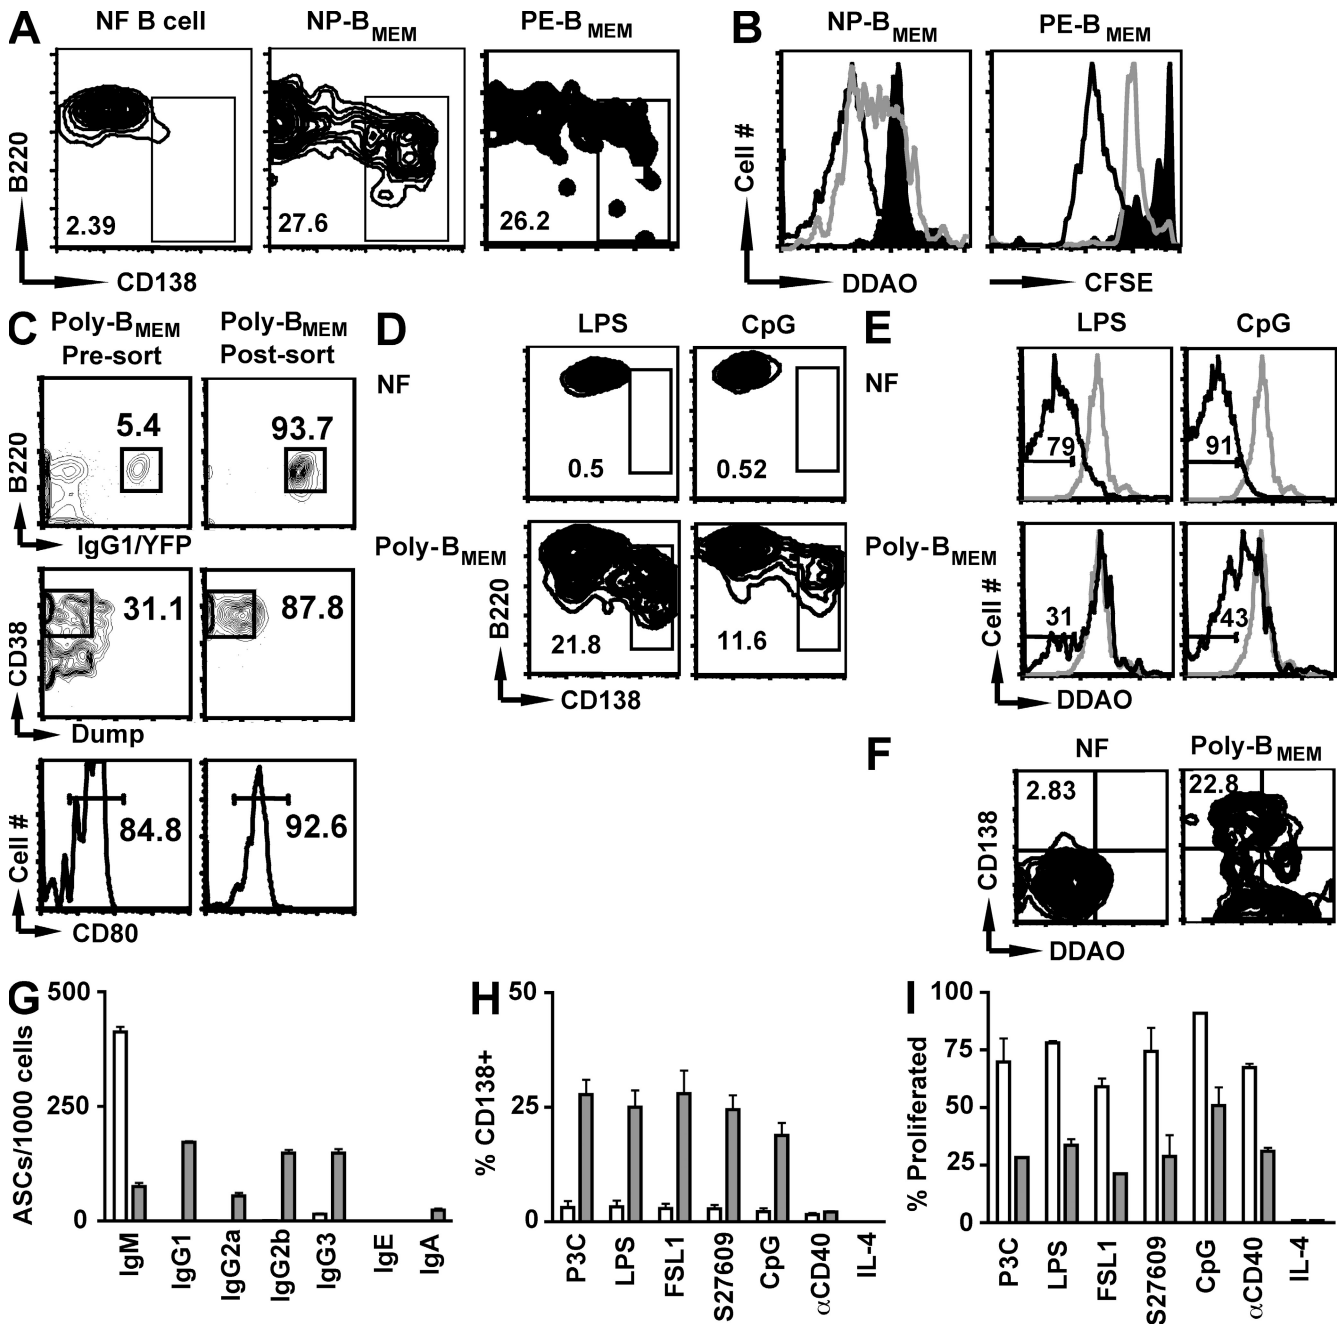 A
NF B cell
NP-BMEM
PE-BMEM
B220
2.39
27.6
26.2
CD138
B
NP-BMEM
PE-BMEM
Cell #
DDAO
CFSE
C
Poly-BMEM
Pre-sort
Poly-BMEM
Post-sort
B220
5.4
93.7
IgG1/YFP
CD38
31.1
87.8
Dump
Cell #
84.8
92.6
CD80
D
LPS
CpG
NF
0.5
0.52
Poly-BMEM
B220
21.8
11.6
CD138
E
LPS
CpG
NF
79
91
Poly-BMEM
Cell #
31
43
DDAO
F
NF
Poly-BMEM
CD138
2.83
22.8
DDAO
G
ASCs/1000 cells
500
250
0
IgM
IgG1
IgG2a
IgG2b
IgG3
IgE
IgA
H
% CD138+
50
25
0
P3C
LPS
FSL1
S27609
CpG
αCD40
IL-4
I
% Proliferated
100
75
50
25
0
P3C
LPS
FSL1
S27609
CpG
αCD40
IL-4